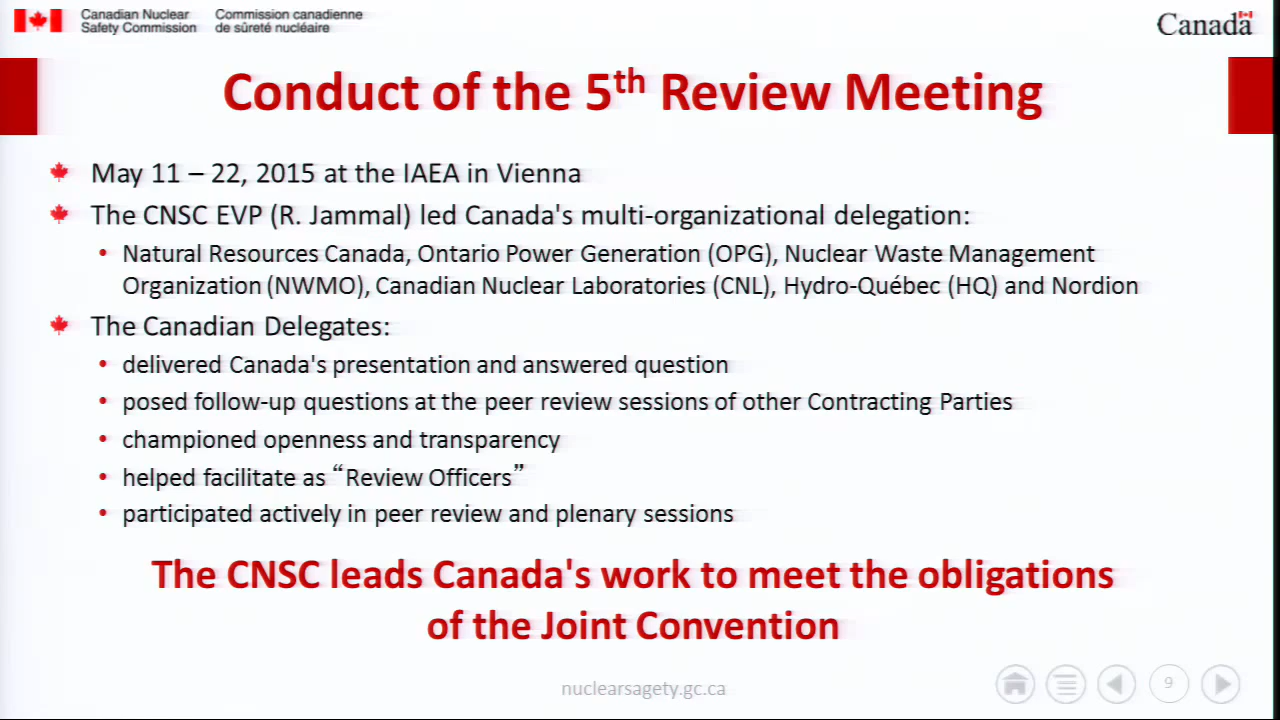 Canadian Nuclear
Safety Commission
Commission canadienne
de sûreté nucléaire
Canada
Conduct of the 5th Review Meeting
May 11 – 22, 2015 at the IAEA in Vienna
The CNSC EVP (R. Jammal) led Canada's multi-organizational delegation:
• Natural Resources Canada, Ontario Power Generation (OPG), Nuclear Waste Management
Organization (NWMO), Canadian Nuclear Laboratories (CNL), Hydro-Québec (HQ) and Nordion
The Canadian Delegates:
• delivered Canada's presentation and answered question
• posed follow-up questions at the peer review sessions of other Contracting Parties
• championed openness and transparency
• helped facilitate as “Review Officers”
• participated actively in peer review and plenary sessions
The CNSC leads Canada's work to meet the obligations
of the Joint Convention
nuclearsagety.gc.ca
9